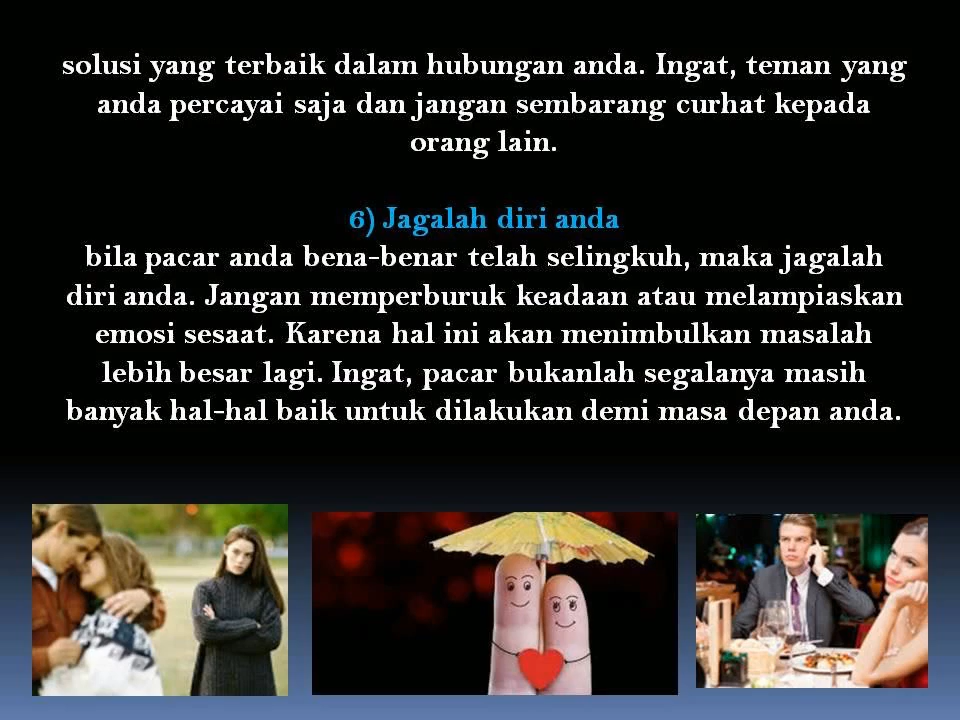 solusi yang terbaik dalam hubungan anda. Ingat, teman yang
anda percayai saja dan jangan sembarang curhat kepada
orang lain.
6) Jagalah diri anda
bila pacar anda bena-benar telah selingkuh, maka jagalah
diri anda. Jangan memperburuk keadaan atau melampiaskan
emosi sesaat. Karena hal ini akan menimbulkan masalah
lebih besar lagi. Ingat, pacar bukanlah segalanya masih
banyak hal-hal baik untuk dilakukan demi masa depan anda.